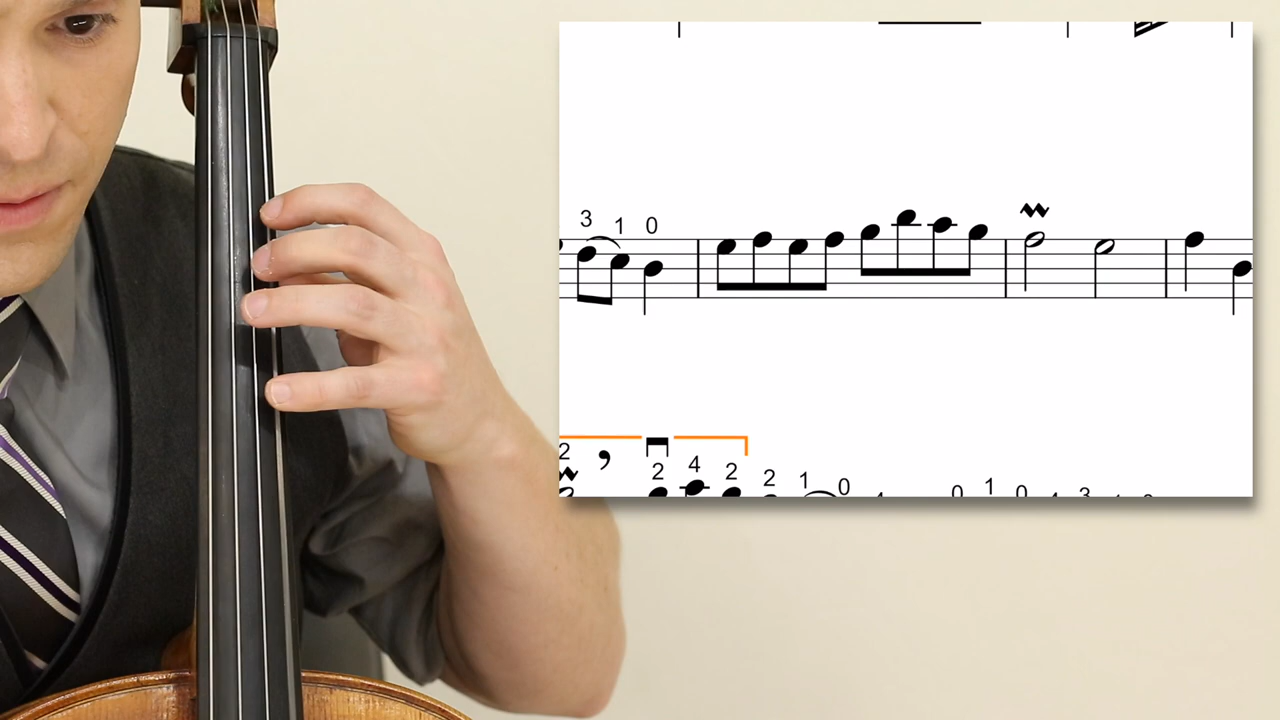 3 1 0
2 ,
2 4 2 2 1 0
0 1 0